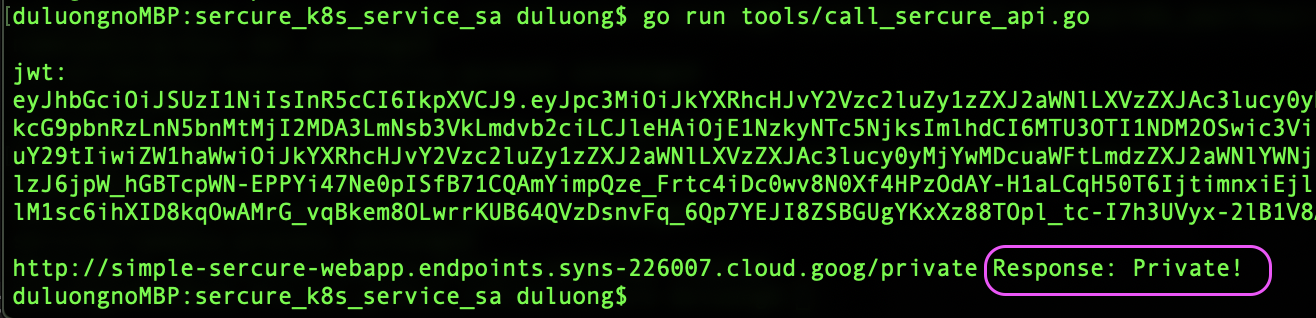 duluongnoMBP:sercure_k8s_service_sa duluong$ go run tools/call_sercure_api.go
jwt:
eyJhbGciOiJSUzI1NiIsInR5cCI6IkpXVCJ9.eyJpc3MiOiJkYXRhcHJvY2Vzc2luZy1zZXJ2aWNlLXVzZXJAc3lucy0y
kcG9pbnRzLnN5bnMtMjI2MDA3LmNsb3VkLmdvb2ciLCJleHAiOjE1NzkyNTc5NjksImlhdCI6MTU3OTI1NDM2OSwic3Vi
uY29tIiwiZW1haWwiOiJkYXRhcHJvY2Vzc2luZy1zZXJ2aWNlLXVzZXJAc3lucy0yMjYwMDcuaWFtLmdzZXJ2aWNlYWNj
lzJ6jpW_hGBTcpWN-EPPYi47Ne0pISfB71CQAmYimpQze_Frtc4iDc0wv8N0Xf4HPzOdAY-H1aLCqH50T6IjtimnxiEjl
lM1sc6ihXID8kqOwAMrG_vqBkem8OLwrrKUB64QVzDsnvFq_6Qp7YEJI8ZSBGUgYKxXz88TOpl_tc-I7h3UVyx-2lB1V8
http://simple-sercure-webapp.endpoints.syns-226007.cloud.goog/private Response: Private!
duluongnoMBP:sercure_k8s_service_sa duluong$